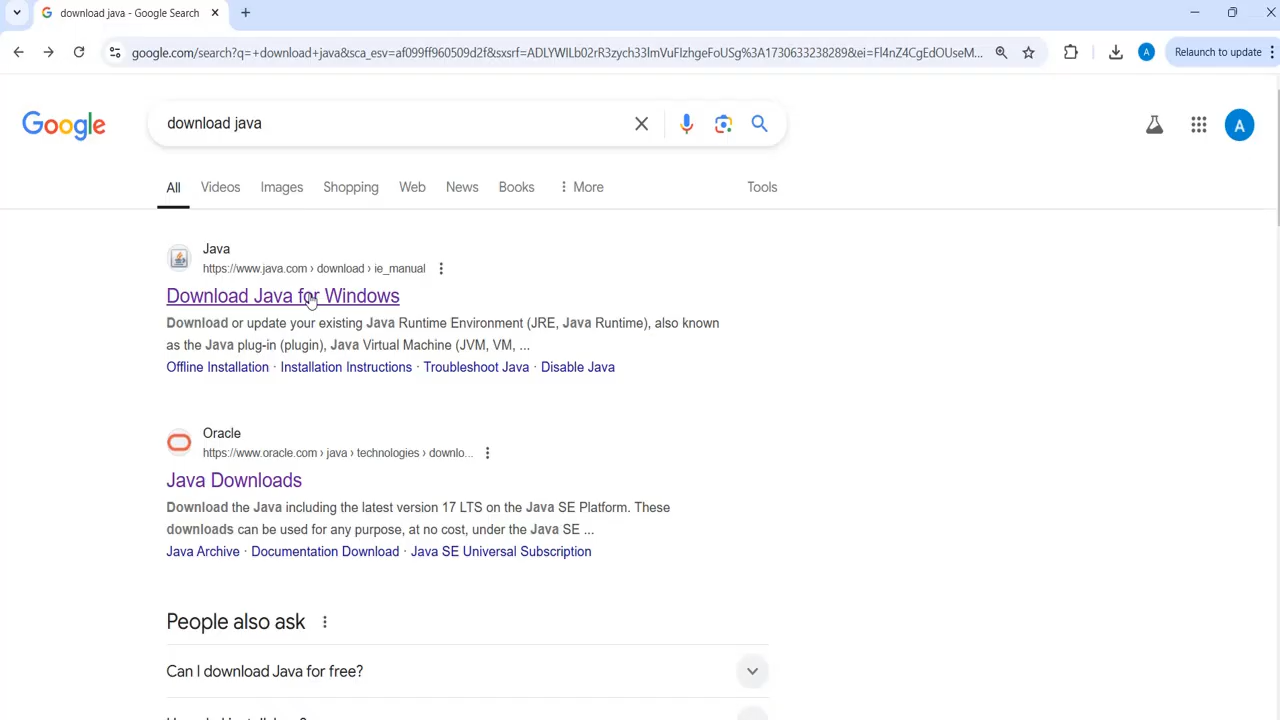 download java - Google Search
google.com/search?q=+download+java&sca_esv=af099ff960509d2f&sxsrf=ADLYWILb02rR3zych33ImVuFIzhgeFoUSg%3A1730633238289&ei=Fl4nZ4CgEdOUseM...
A
Relaunch to update
Google
download java
A
All
Videos
Images
Shopping
Web
News
Books
More
Tools
Java
https://www.java.com › download › ie_manual
Download Java for Windows
Download or update your existing Java Runtime Environment (JRE, Java Runtime), also known
as the Java plug-in (plugin), Java Virtual Machine (JVM, VM, ...
Offline Installation · Installation Instructions · Troubleshoot Java · Disable Java
Oracle
https://www.oracle.com › java › technologies › downlo...
Java Downloads
Download the Java including the latest version 17 LTS on the Java SE Platform. These
downloads can be used for any purpose, at no cost, under the Java SE ...
Java Archive · Documentation Download · Java SE Universal Subscription
People also ask
Can I download Java for free?